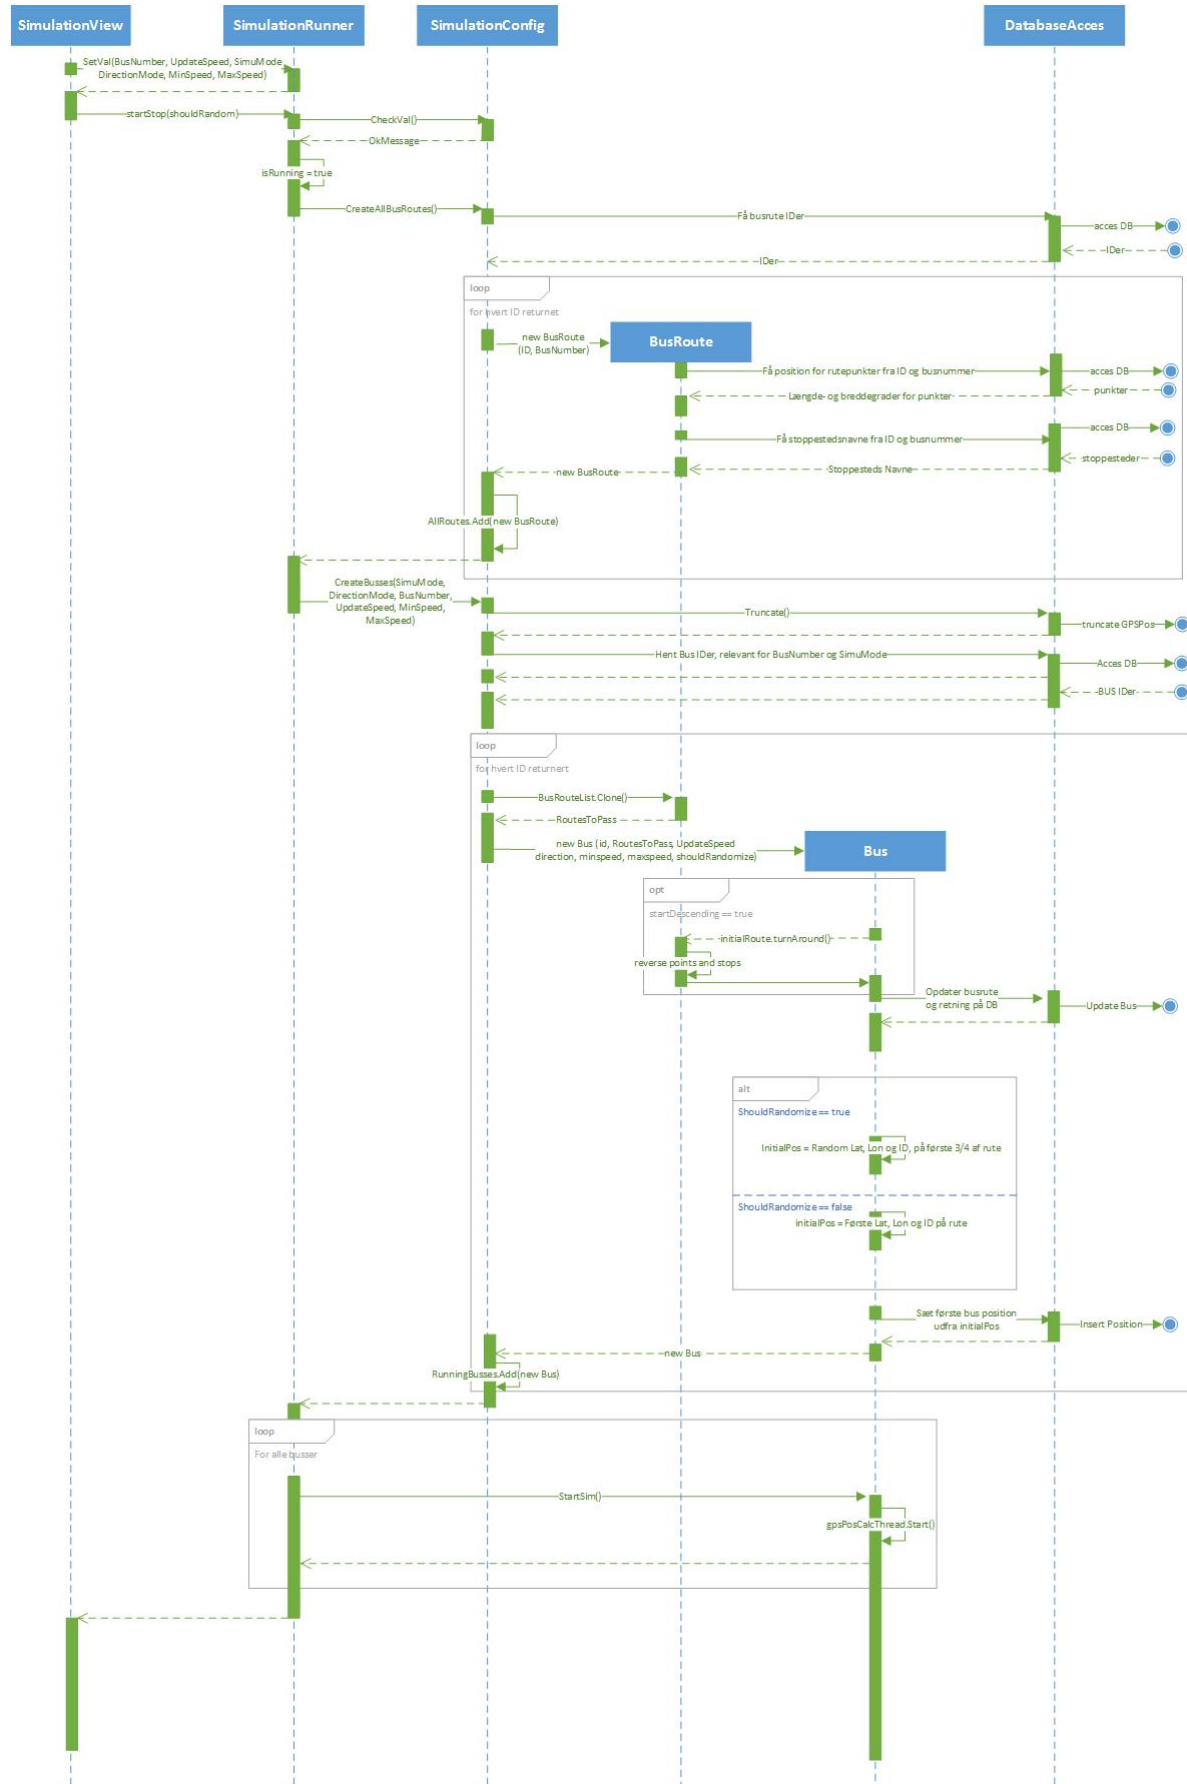 SimulationView
SimulationRunner
SimulationConfig
DatabaseAcces
SetVal(BusNumber, UpdateSpeed, SimuMode
DirectionMode, MinSpeed, MaxSpeed)
startStop(shouldRandom)
CheckVal()
OkMessage
isRunning = true
CreateAllBusRoutes()
Få busrute IDer
acces DB
IDer
IDer
loop
for hvert ID returnet
new BusRoute
(ID, BusNumber)
BusRoute
Få position for rutepunkter fra ID og busnummer
acces DB
punkter
Længde- og breddegrader for punkter
acces DB
Få stoppestedsnavne fra ID og busnummer
stoppesteder
Stoppesteds Navne
new BusRoute
AllRoutes.Add(new BusRoute)
CreateBusses(SimuMode,
DirectionMode, BusNumber,
UpdateSpeed, MinSpeed,
MaxSpeed)
Truncate()
truncate GPSPos
Hent Bus IDer, relevant for BusNumber og SimuMode
Acces DB
BUS IDer
loop
for hvert ID returnert
BusRouteList.Clone()
RoutesToPass
new Bus (id, RoutesToPass, UpdateSpeed
direction, minspeed, maxspeed, shouldRandomize)
Bus
opt
startDescending == true
initialRoute.turnAround()
reverse points and stops
Opdater busrute
og retning på DB
Update Bus
alt
ShouldRandomize == true
InitialPos = Random Lat, Lon og ID, på første 3/4 af rute
ShouldRandomize == false
initialPos = Første Lat, Lon og ID på rute
Sæt første bus position
udfra initialPos
Insert Position
new Bus
RunningBusses.Add(new Bus)
loop
For alle busser
StartSim()
gpsPosCalcThread.Start()